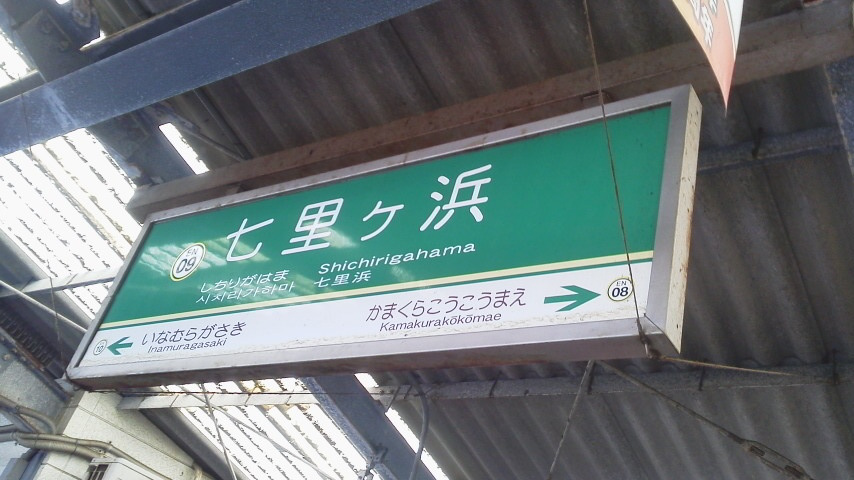 EN
09
七里ヶ浜
しちりがはま Shichirigahama
시치리가하마 七里浜
いなむらがさき
Inamuragasaki
かまくらこうこうまえ
Kamakurakōkōmae
EN
08
10